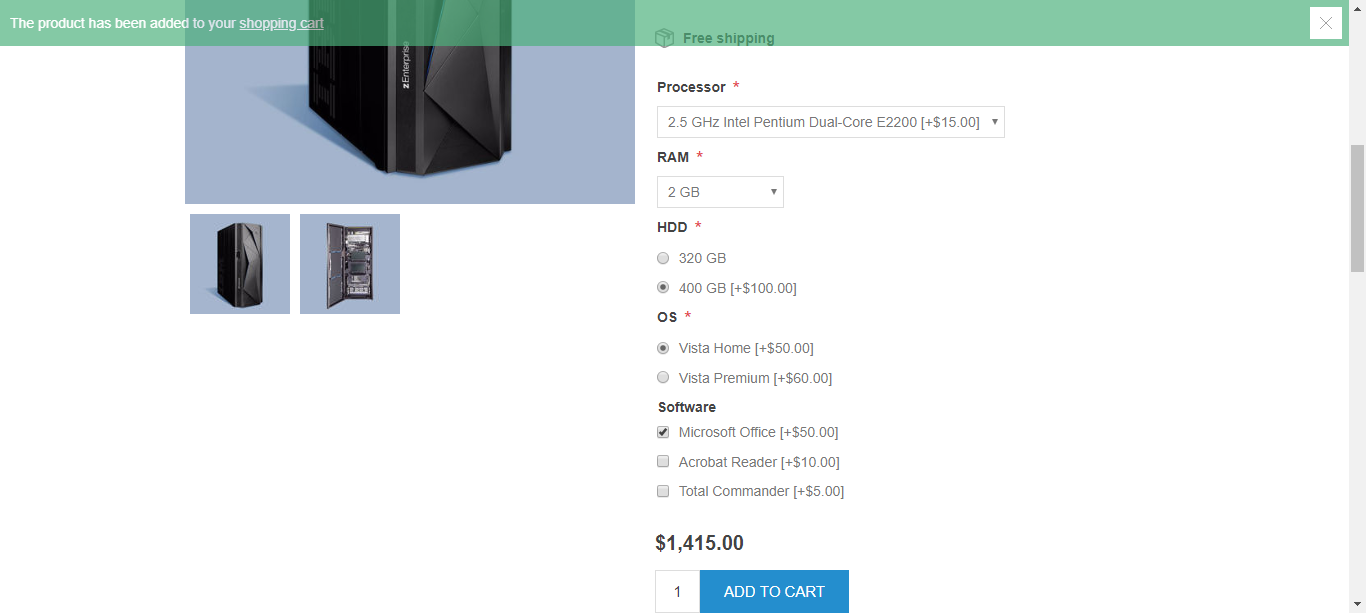 The product has been added to your shopping cart
zEnterprise
Free shipping
Processor *
2.5 GHz Intel Pentium Dual-Core E2200 [+$15.00]
RAM *
2 GB
HDD *
320 GB
400 GB [+$100.00]
OS *
Vista Home [+$50.00]
Vista Premium [+$60.00]
Software
Microsoft Office [+$50.00]
Acrobat Reader [+$10.00]
Total Commander [+$5.00]
$1,415.00
1 ADD TO CART